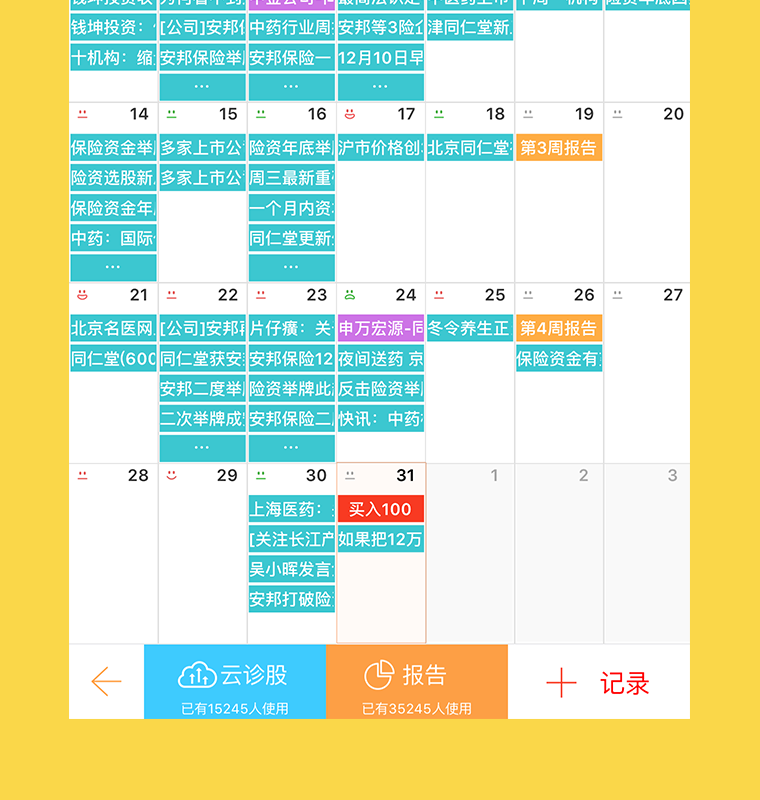 钱坤投资：
[公司]安邦
中药行业周
安邦等3险
津同仁堂新
十机构：缩
安邦保险举
安邦保险一
12月10日早
...
...
...
14
15
16
17
18
19
20
保险资金举
多家上市公
险资年底举
沪市价格创
北京同仁堂
第3周报告
险资选股新
多家上市公
周三最新重
保险资金年
一个月内资
中药：国际
同仁堂更新
...
...
21
22
23
24
25
26
27
北京名医网
[公司]安邦
片仔癀：关
申万宏源-同
冬令养生正
第4周报告
同仁堂(600
同仁堂获安
安邦保险12
夜间送药 京
保险资金有
安邦二度举
险资举牌此
反击险资举
二次举牌成
安邦保险二
快讯：中药
...
...
28
29
30
31
1
2
3
上海医药：
买入100
[关注长江产
如果把12万
吴小晖发言
安邦打破险
云诊股
已有15245人使用
报告
已有35245人使用
记录